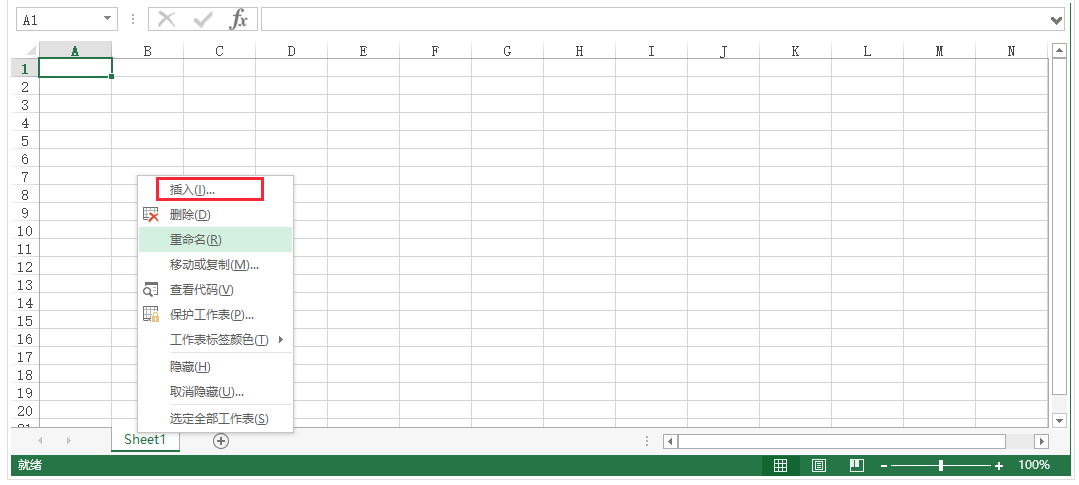 A1
fx
A B C D E F G H I J K L M N
1
2
3
4
5
6
7
8
9
10
11
12
13
14
15
16
17
18
19
20
21
插入(I)...
删除(D)
重命名(R)
移动或复制(M)...
查看代码(V)
保护工作表(P)...
工作表标签颜色(T)
隐藏(H)
取消隐藏(U)...
选定全部工作表(S)
Sheet1
就绪
100%